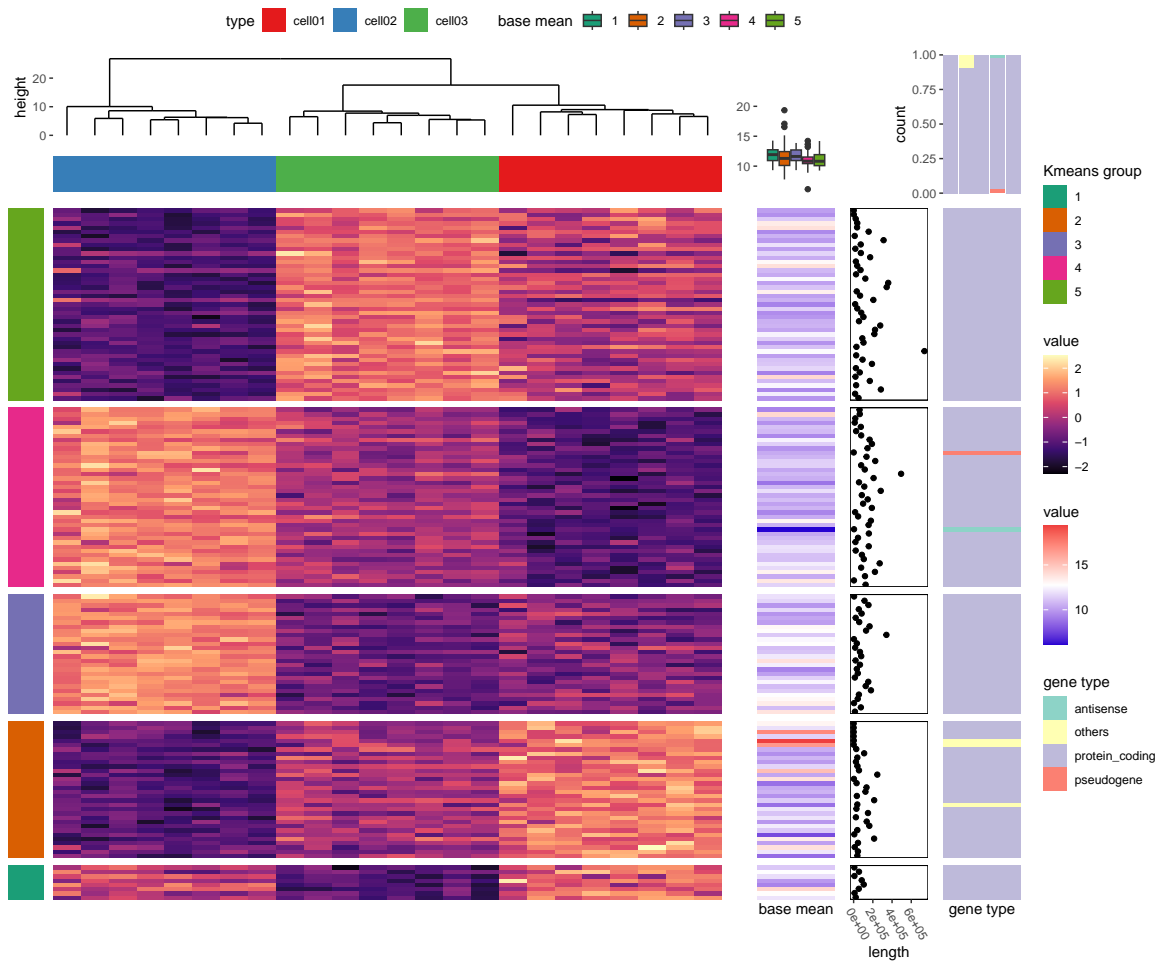 type cell01 cell02 cell03 base mean 1 2 3 4 5
height
20
10
0
20
15
10
count
1.00
0.75
0.50
0.25
0.00
Kmeans group
1
2
3
4
5
value
2
1
0
−1
−2
value
15
10
gene type
antisense
others
protein_coding
pseudogene
base mean
0e+00
2e+05
4e+05
6e+05
length
gene type